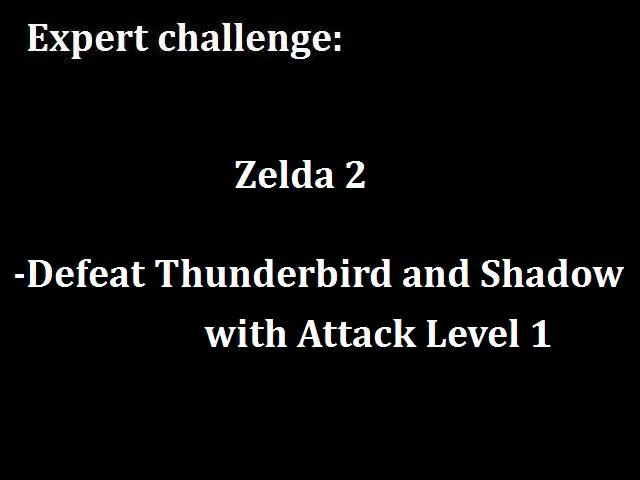 Expert challenge:
Zelda 2
-Defeat Thunderbird and Shadow
with Attack Level 1